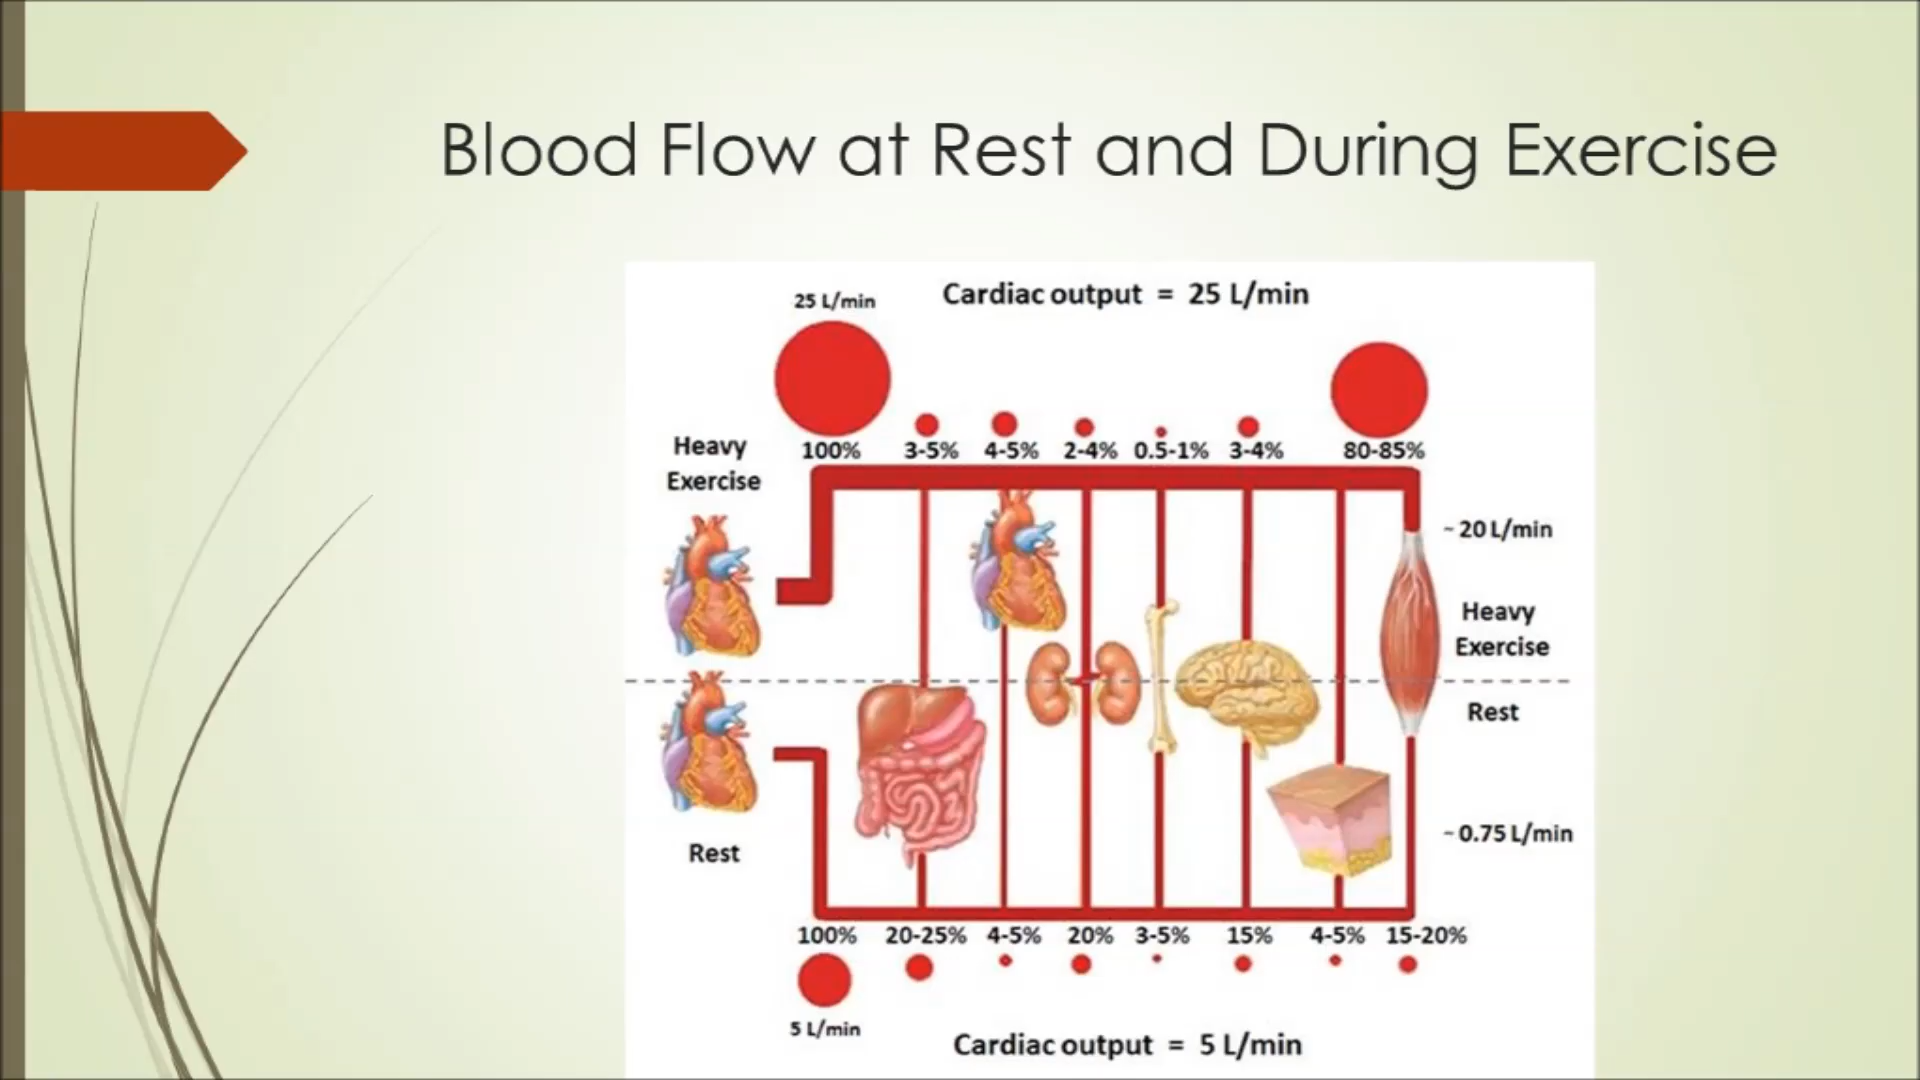 Blood Flow at Rest and During Exercise
25 L/min
Cardiac output = 25 L/min
Heavy
Exercise
100% 3-5% 4-5% 2-4% 0.5-1% 3-4% 80-85%
~ 20 L/min
Heavy
Exercise
Rest
~ 0.75 L/min
Rest
100% 20-25% 4-5% 20% 3-5% 15% 4-5% 15-20%
5 L/min
Cardiac output = 5 L/min